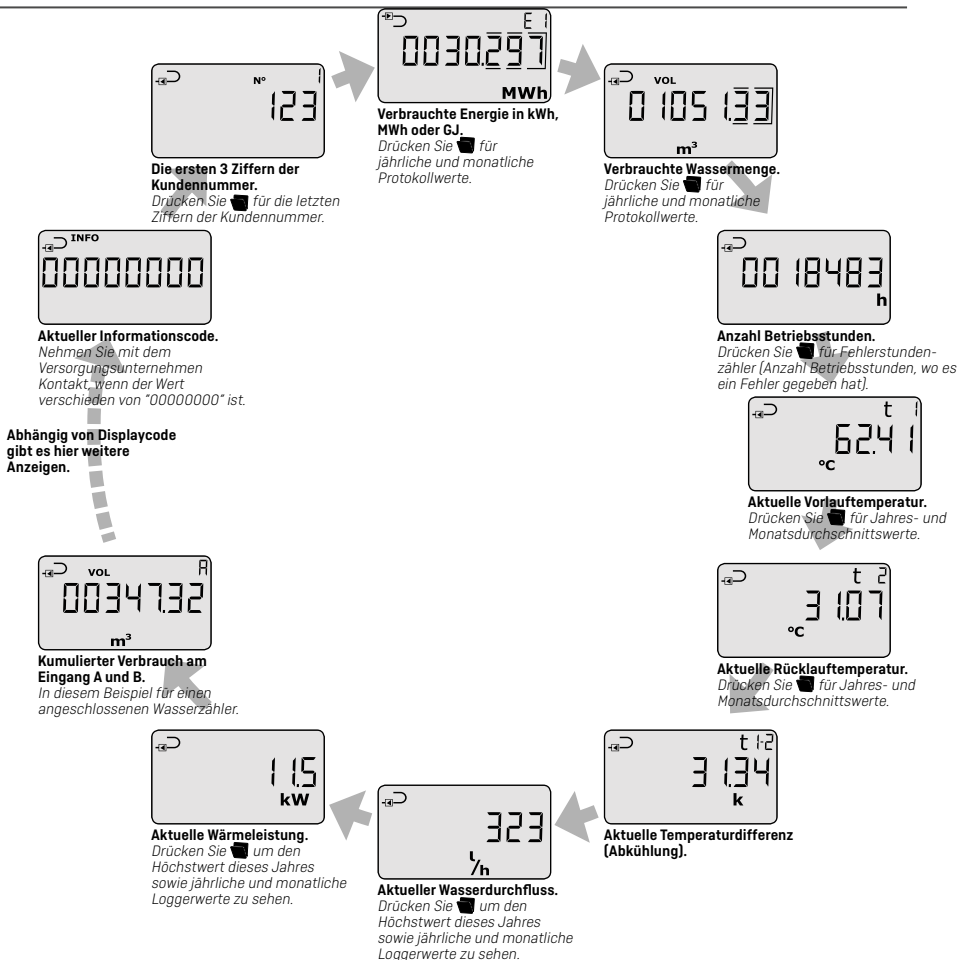 E 1
0030.297
MWh
Verbrauchte Energie in kWh,
MWh oder GJ.
Drücken Sie für
jährliche und monatliche
Protokollwerte.
VOL
01051.33
m³
Verbrauchte Wassermenge.
Drücken Sie für
jährliche und monatliche
Protokollwerte.
0018483
h
Anzahl Betriebsstunden.
Drücken Sie für Fehlerstunden-
zähler (Anzahl Betriebsstunden, wo es
ein Fehler gegeben hat).
t 1
62.41
°C
Aktuelle Vorlauftemperatur.
Drücken Sie für Jahres- und
Monatsdurchschnittswerte.
t 2
31.07
°C
Aktuelle Rücklauftemperatur.
Drücken Sie für Jahres- und
Monatsdurchschnittswerte.
t 1-2
31.34
k
Aktuelle Temperaturdifferenz
(Abkühlung).
323
l/h
Aktueller Wasserdurchfluss.
Drücken Sie um den
Höchstwert dieses Jahres
sowie jährliche und monatliche
Loggerwerte zu sehen.
11.5
kW
Aktuelle Wärmeleistung.
Drücken Sie um den
Höchstwert dieses Jahres
sowie jährliche und monatliche
Loggerwerte zu sehen.
VOL A
00347.32
m³
Kumulierter Verbrauch am
Eingang A und B.
In diesem Beispiel für einen
angeschlossenen Wasserzähler.
Abhängig von Displaycode
gibt es hier weitere
Anzeigen.
INFO
00000000
Aktueller Informationscode.
Nehmen Sie mit dem
Versorgungsunternehmen
Kontakt, wenn der Wert
verschieden von "00000000" ist.
N° 1
123
Die ersten 3 Ziffern der
Kundennummer.
Drücken Sie für die letzten
Ziffern der Kundennummer.